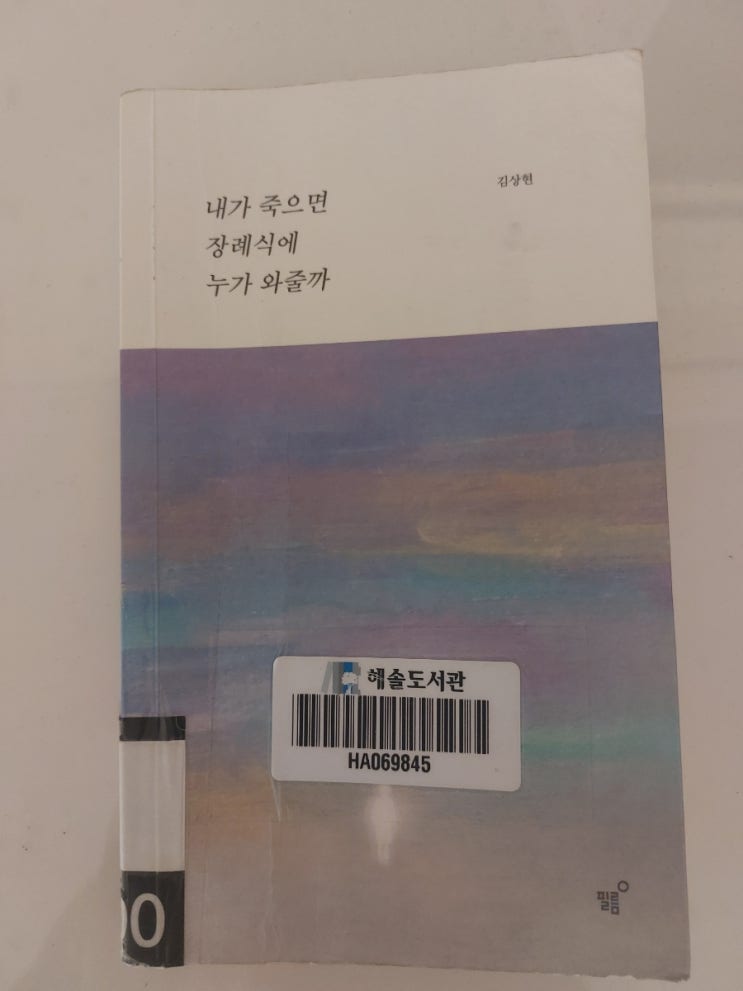 김상현
내가 죽으면
장례식에
누가 와줄까
해솔도서관
HA069845
필름
00